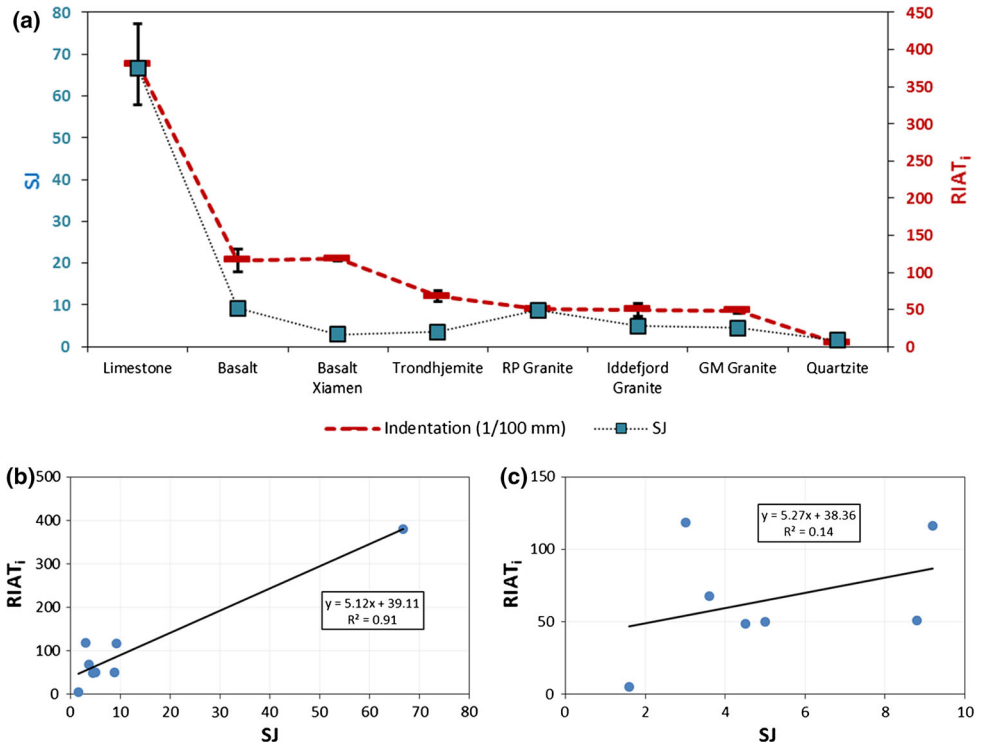 (a)
80
70
60
50
40
30
20
10
0
SJ
450
400
350
300
250
200
150
100
50
0
RIATi
Limestone
Basalt
Basalt
Xiamen
Trondhjemite
RP Granite
Iddefjord
Granite
GM Granite
Quartzite
Indentation (1/100 mm)
SJ
(b)
500
400
300
200
100
0
RIATi
y = 5.12x + 39.11
R² = 0.91
0 10 20 30 40 50 60 70 80
SJ
(c)
150
100
50
0
RIATi
y = 5.27x + 38.36
R² = 0.14
0 2 4 6 8 10
SJ